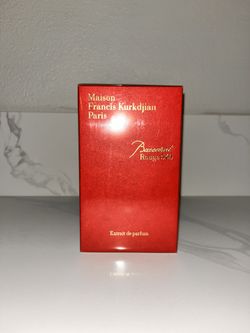 Maison
Francis Kurkdjian
Paris
Baccarat
Rouge 540
Extrait de parfum